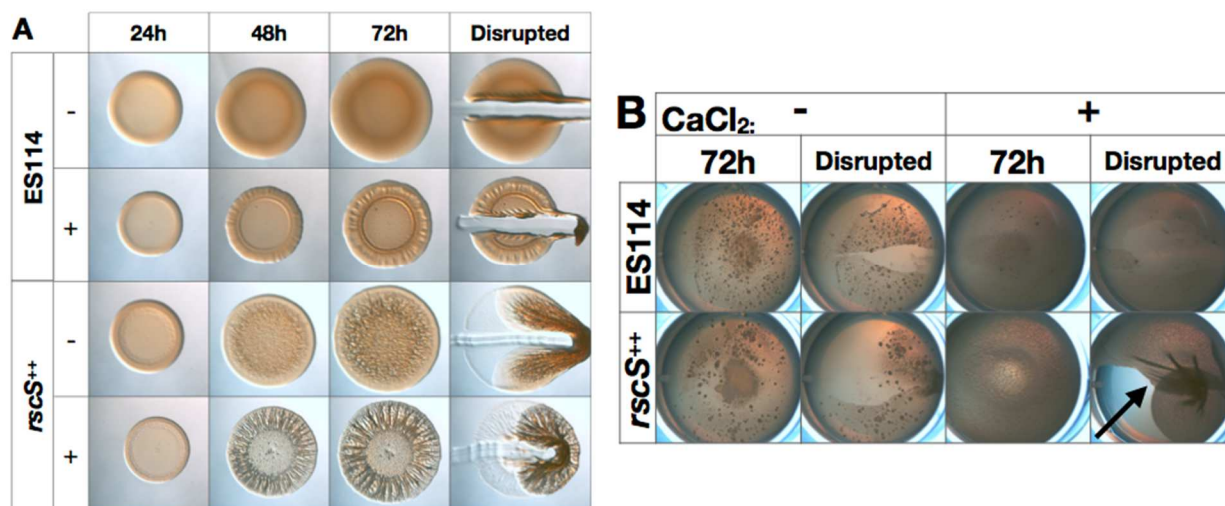 A
24h 48h 72h Disrupted
ES114
-
+
rscS++
-
+
B CaCl2: - +
72h Disrupted 72h Disrupted
ES114
rscS++